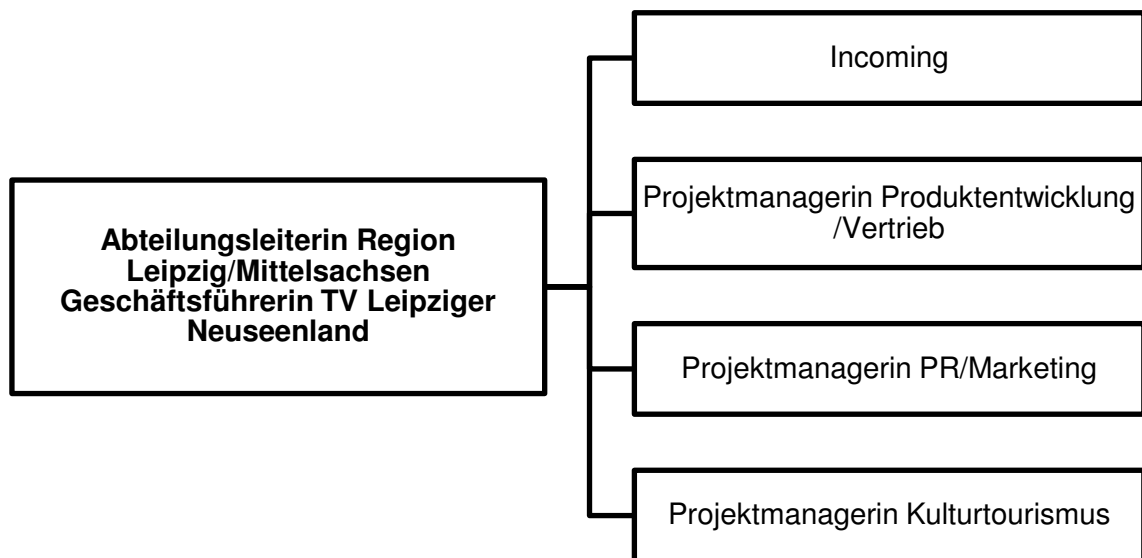 Incoming
Projektmanagerin Produktentwicklung
/Vertrieb
Abteilungsleiterin Region
Leipzig/Mittelsachsen
Geschäftsführerin TV Leipziger
Neuseenland
Projektmanagerin PR/Marketing
Projektmanagerin Kulturtourismus